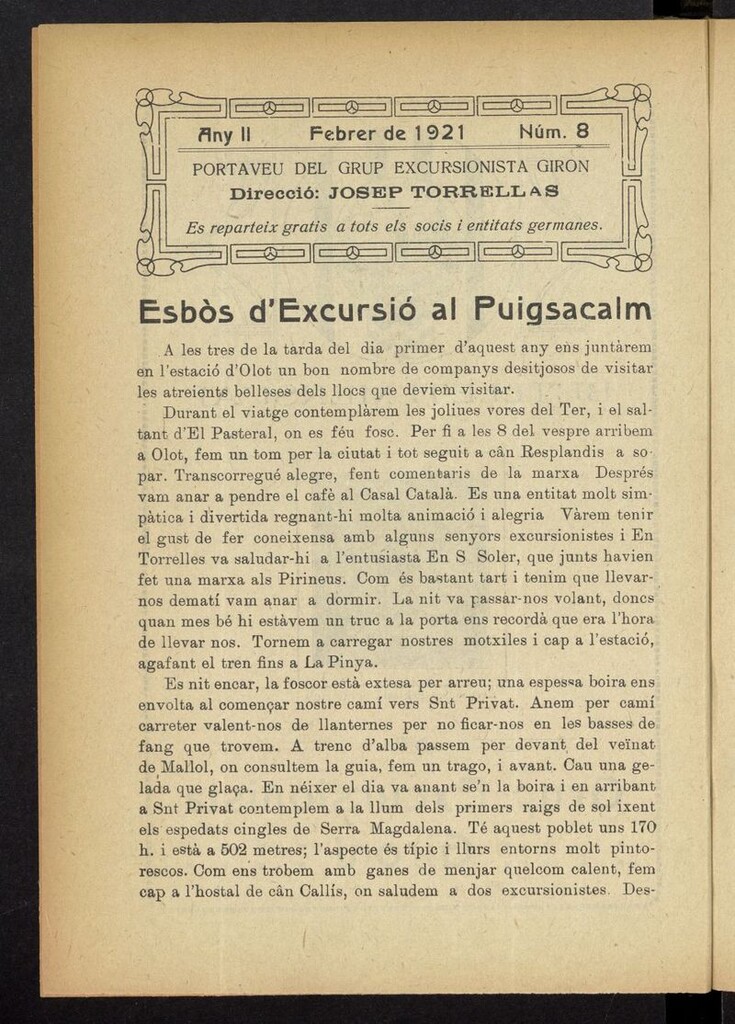 Any II Febrer de 1921 Núm. 8
PORTAVEU DEL GRUP EXCURSIONISTA GIRON
Direcció: JOSEP TORRELLAS
Es reparteix gratis a tots els socis i entitats germanes.
Esbòs d'Excursió al Puigsacalm
A les tres de la tarda del dia primer d'aquest any ens juntàrem
en l'estació d'Olot un bon nombre de companys desitjosos de visitar
les atreients belleses dels llocs que deviem visitar.
Durant el viatge contemplàrem les joliues vores del Ter, i el sal-
tant d'El Pasteral, on es féu fosc. Per fi a les 8 del vespre arribem
a Olot, fem un tom per la ciutat i tot seguit a cân Resplandis a so-
par. Transcorregué alegre, fent comentaris de la marxa Després
vam anar a pendre el cafè al Casal Català. Es una entitat molt sim-
pàtica i divertida regnant-hi molta animació i alegria Vàrem tenir
el gust de fer coneixensa amb alguns senyors excursionistes i En
Torrelles va saludar-hi a l'entusiasta En S Soler, que junts havien
fet una marxa als Pirineus. Com és bastant tart i tenim que llevar-
nos dematí vam anar a dormir. La nit va passar-nos volant, doncs
quan mes bé hi estàvem un truc a la porta ens recordà que era l'hora
de llevar nos. Tornem a carregar nostres motxiles i cap a l'estació,
agafant el tren fins a La Pinya.
Es nit encar, la foscor està extesa per arreu; una espessa boira ens
envolta al començar nostre camí vers Snt Privat. Anem per camí
carreter valent-nos de llanternes per no ficar-nos en les basses de
fang que trovem. A trenc d'alba passem per devant del veïnat
de Mallol, on consultem la guia, fem un trago, i avant. Cau una ge-
lada que glaça. En néixer el dia va anant se'n la boira i en arribant
a Snt Privat contemplem a la llum dels primers raigs de sol ixent
els espedats cingles de Serra Magdalena. Té aquest poblet uns 170
h. i està a 502 metres; l'aspecte és típic i llurs entorns molt pinto-
rescos. Com ens trobem amb ganes de menjar quelcom calent, fem
cap a l'hostal de cân Callís, on saludem a dos excursionistes. Des-